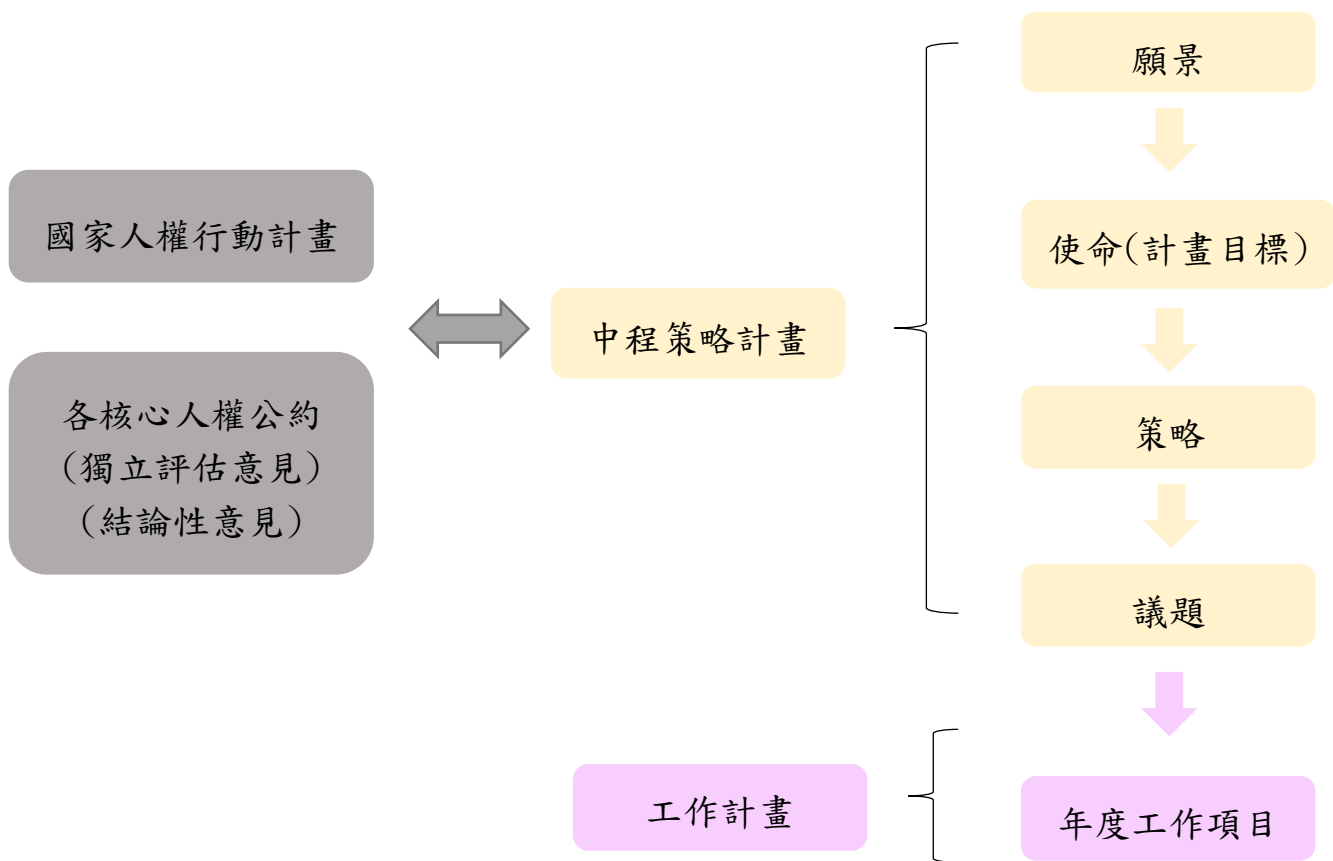 國家人權行動計畫
各核心人權公約
(獨立評估意見)
(結論性意見)
中程策略計畫
願景
使命(計畫目標)
策略
議題
工作計畫
年度工作項目